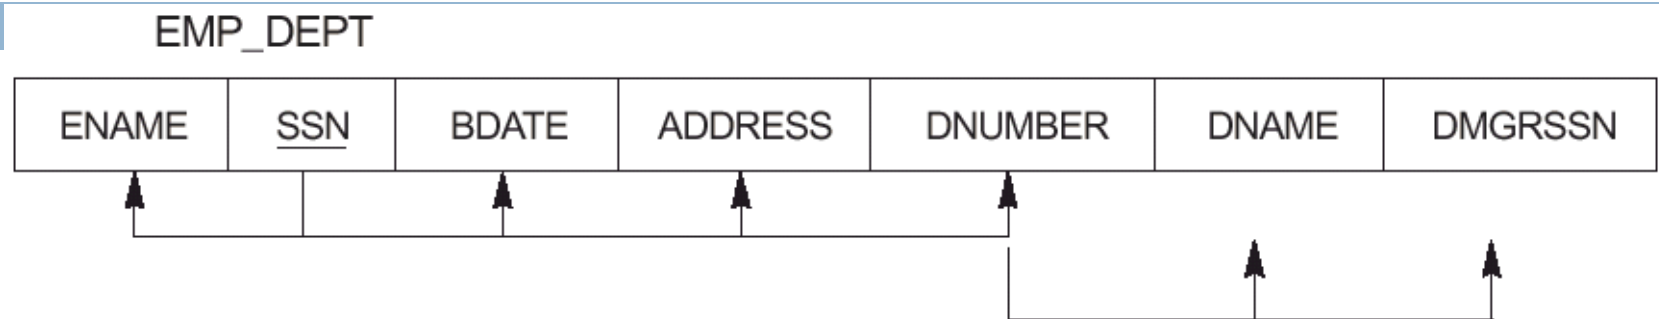 EMP_DEPT
ENAME SSN BDATE ADDRESS DNUMBER DNAME DMGRSSN